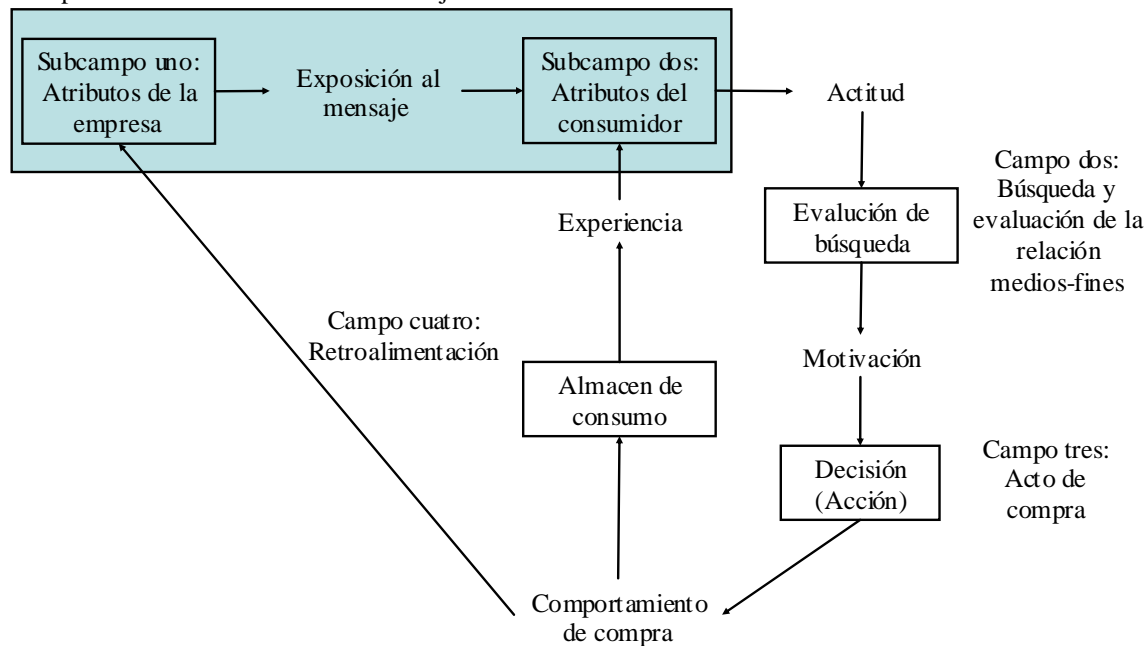 Subcampo uno:
Atributos de la
empresa
Exposición al
mensaje
Subcampo dos:
Atributos del
consumidor
Actitud
Campo dos:
Búsqueda y
evaluación de la
relación
medios-fines
Evalución de
búsqueda
Experiencia
Campo cuatro:
Retroalimentación
Motivación
Almacen de
consumo
Campo tres:
Acto de
compra
Decisión
(Acción)
Comportamiento
de compra